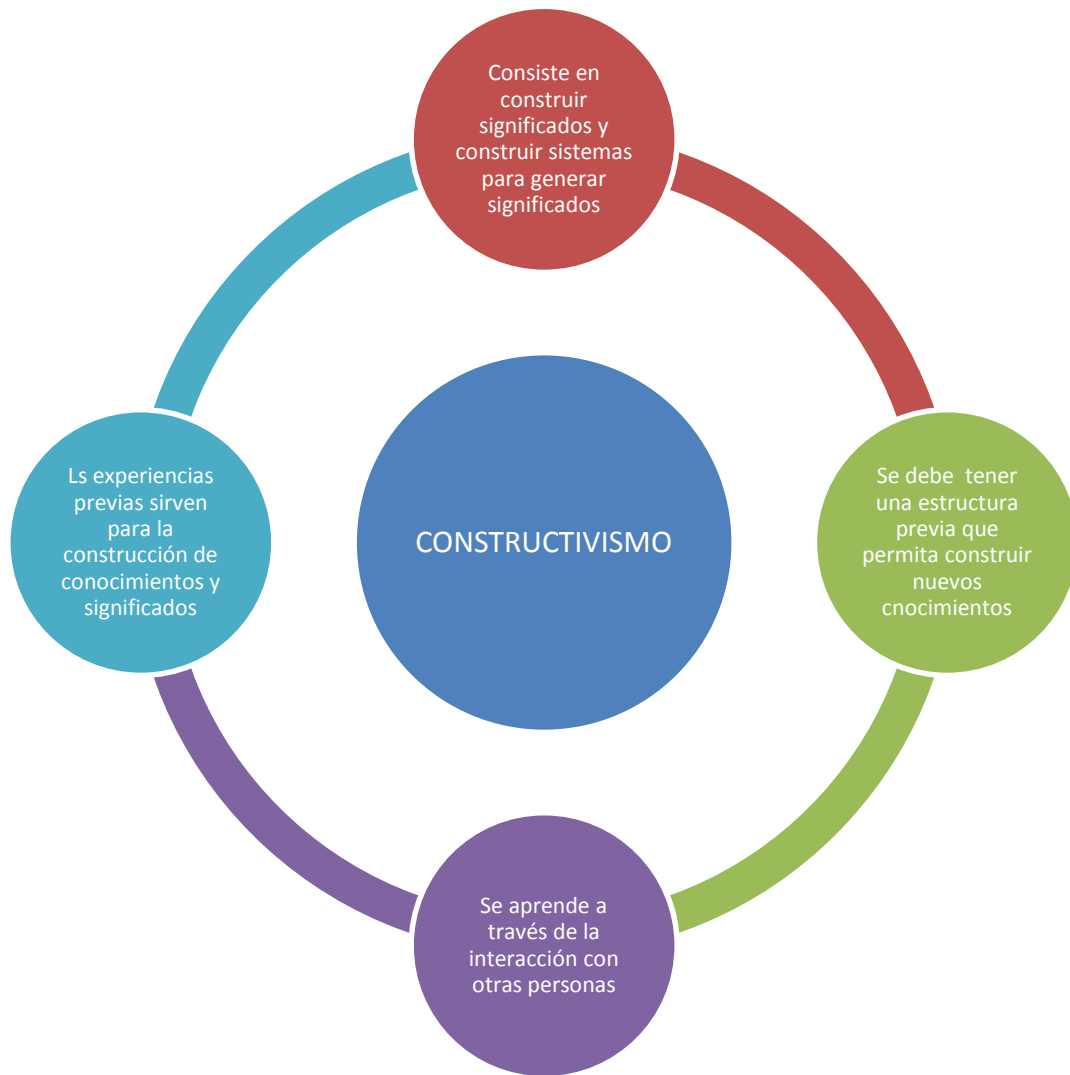 Consiste en
construir
significados y
construir sistemas
para generar
significados
Ls experiencias
previas sirven
para la
construcción de
conocimientos y
significados
CONSTRUCTIVISMO
Se debe  tener
una estructura
previa que
permita construir
nuevos
cnocimientos
Se aprende a
través de la
interacción con
otras personas